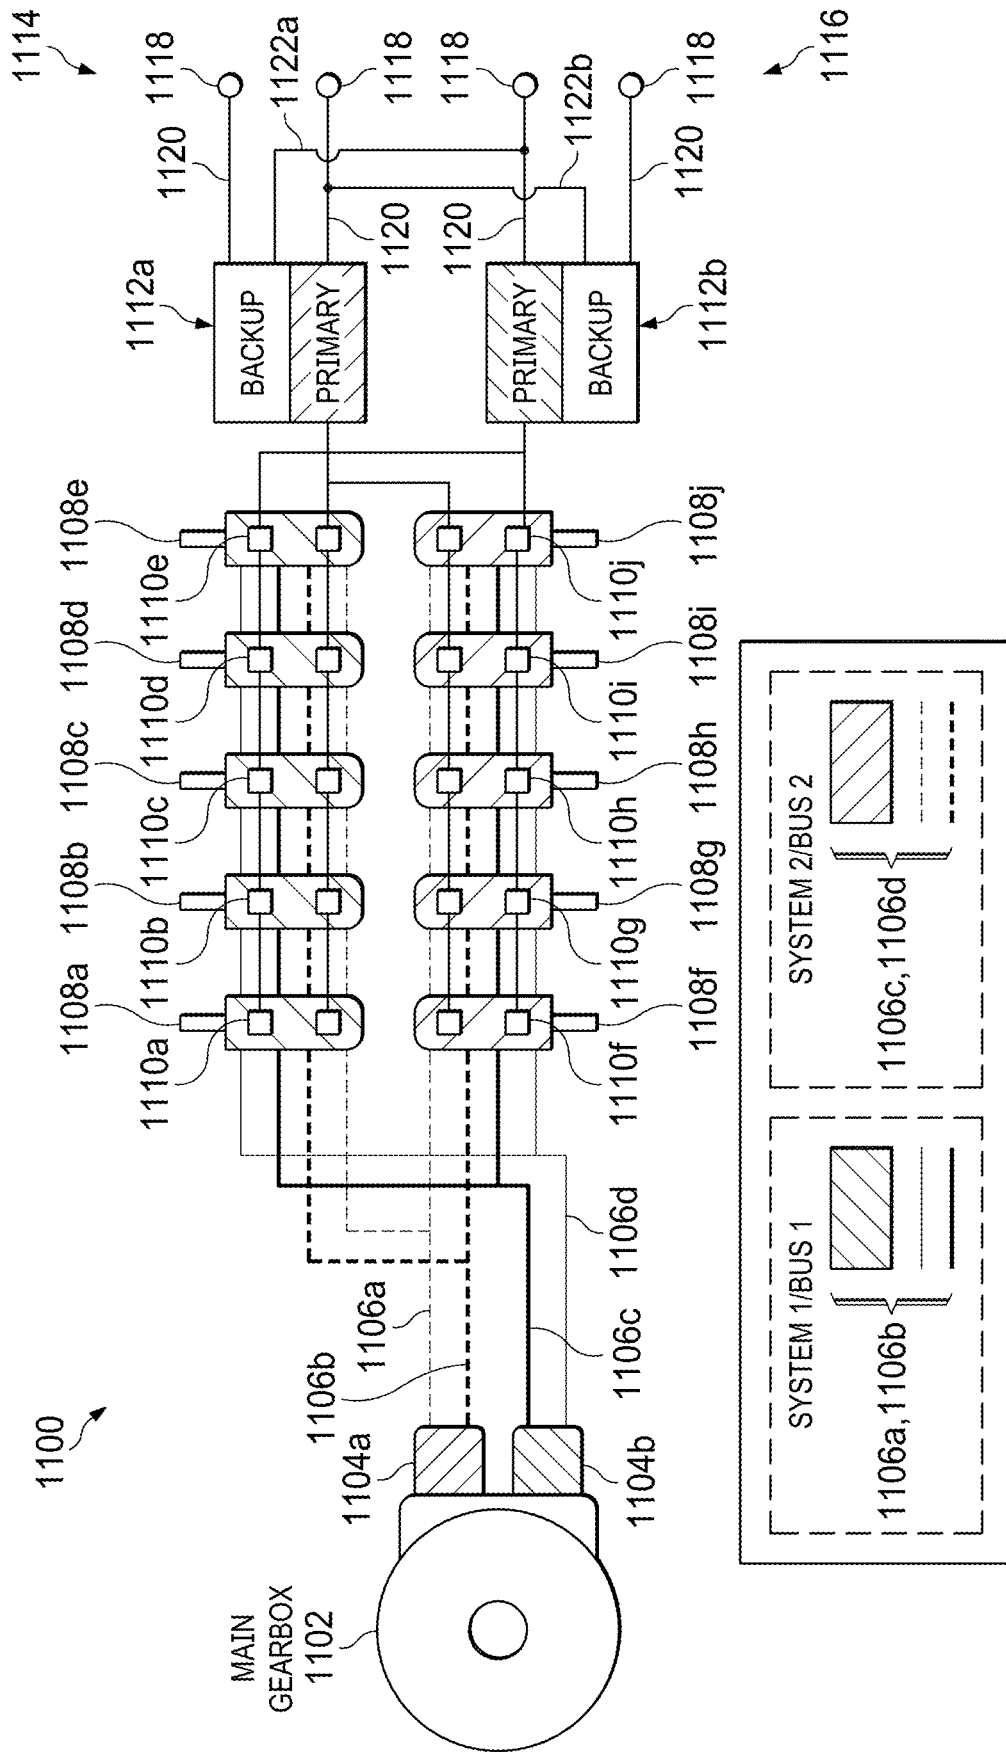 1100
MAIN
GEARBOX
1102
1104a
1104b
1106b
1106a
1106c
1106d
1108a
1108b
1108c
1108d
1108e
1110a
1110b
1110c
1110d
1110e
1110f
1110g
1110h
1110i
1110j
1108f
1108g
1108h
1108i
1108j
1112a
BACKUP
PRIMARY
PRIMARY
BACKUP
1112b
1120
1120
1120
1120
1122a
1122b
1118
1118
1118
1118
1114
1116
SYSTEM 1/BUS 1
1106a, 1106b
SYSTEM 2/BUS 2
1106c, 1106d